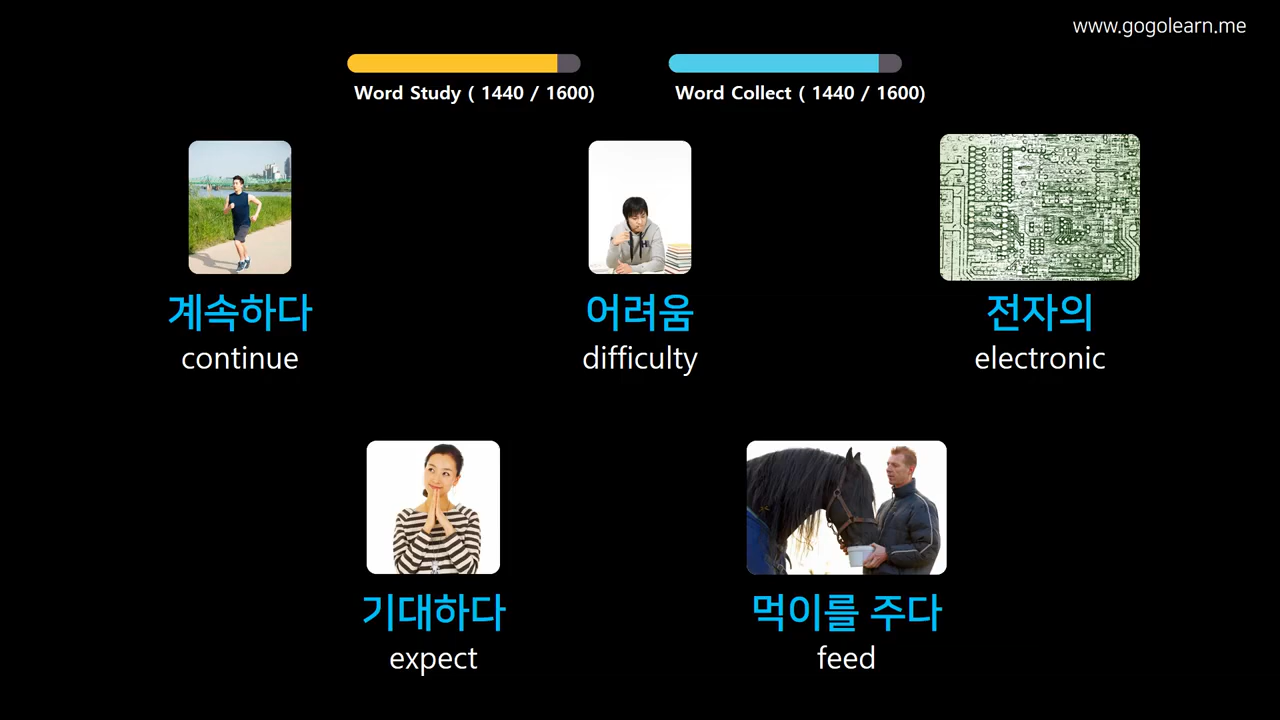 www.gogolearn.me
Word Study ( 1440 / 1600)
Word Collect ( 1440 / 1600)
계속하다
continue
어려움
difficulty
전자의
electronic
기대하다
expect
먹이를 주다
feed